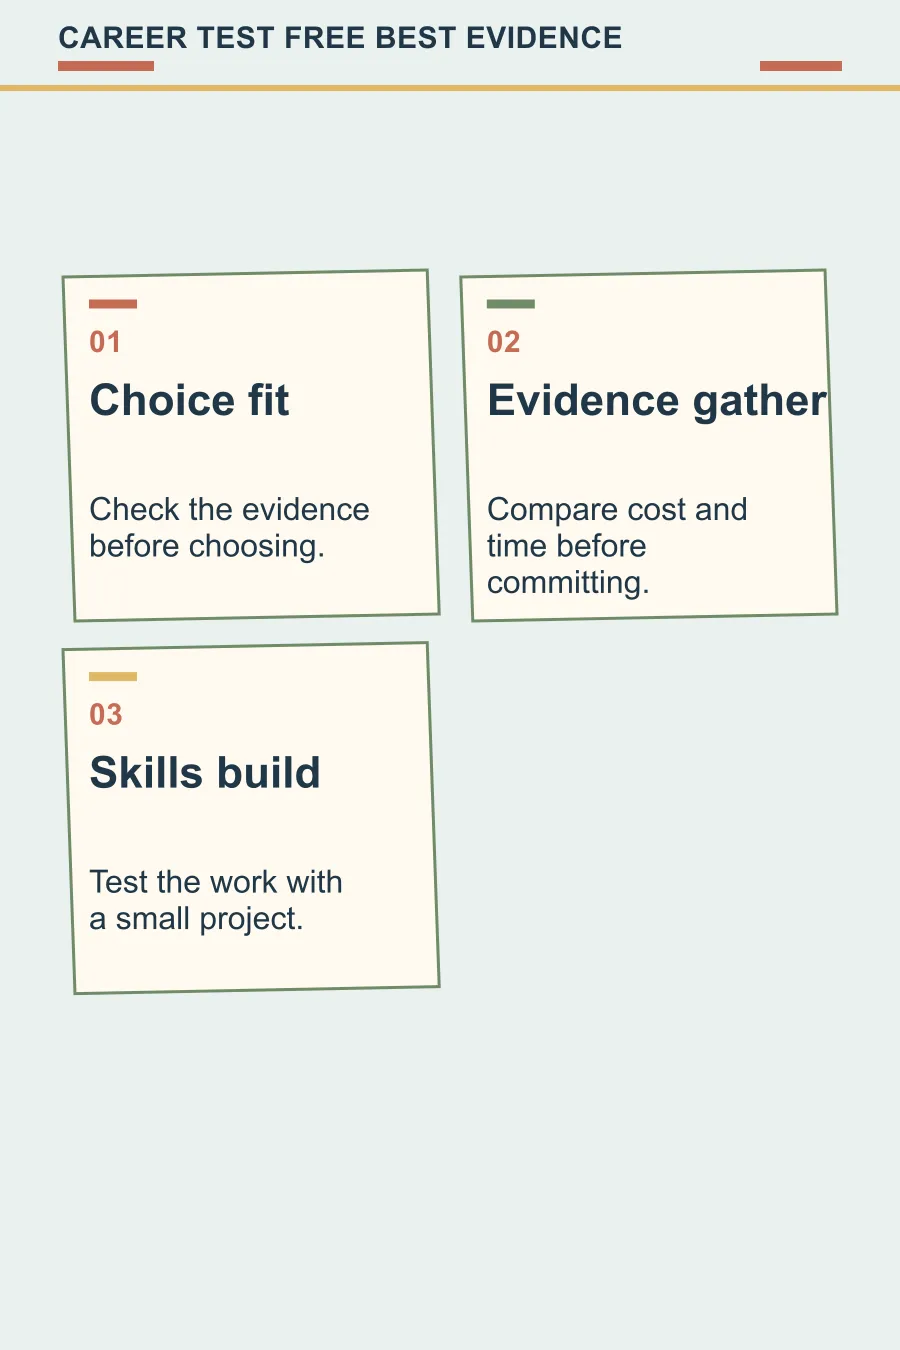 CAREER TEST FREE BEST EVIDENCE
01
Choice fit
Check the evidence
before choosing.
02
Evidence gather
Compare cost and
time before
committing.
03
Skills build
Test the work with
a small project.